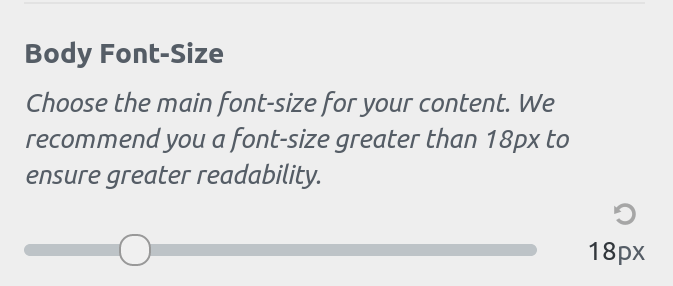 Body Font-Size
Choose the main font-size for your content. We
recommend you a font-size greater than 18px to
ensure greater readability.
18px